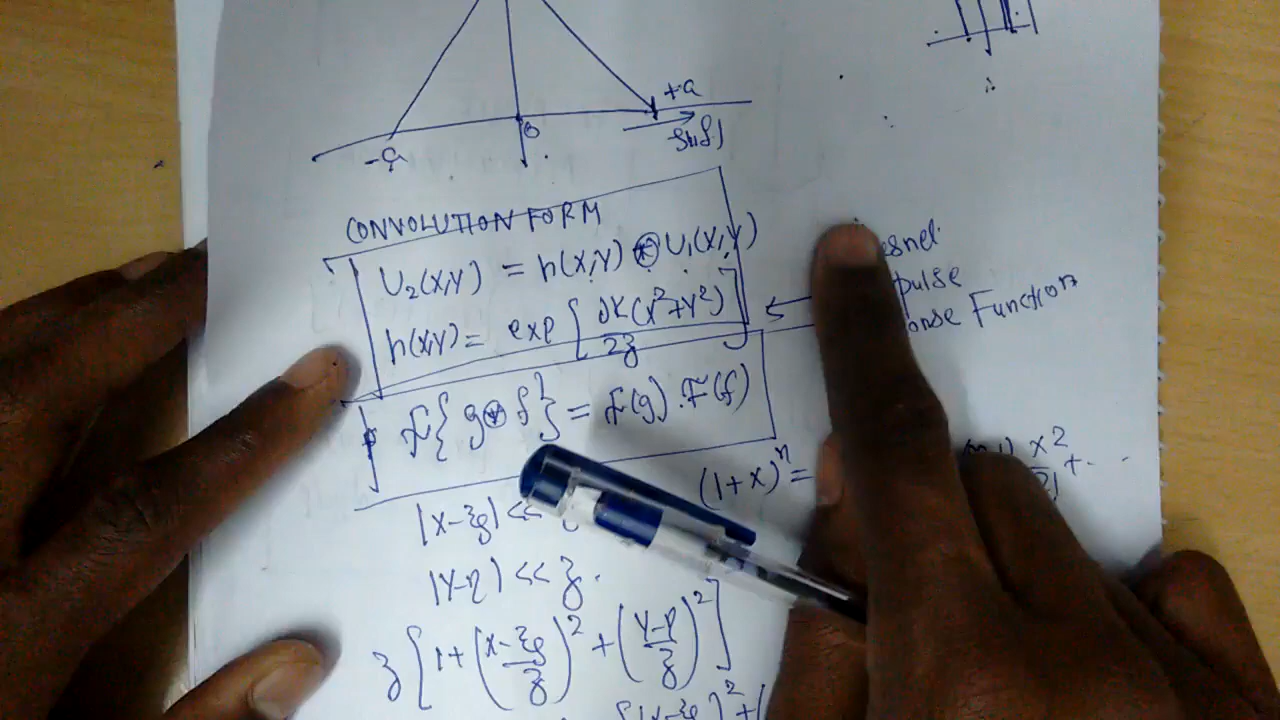 +a
0
-a
CONVOLUTION FORM
U₂(x,y) = h(x,y) ⊛ U₁(x,y)
h(x,y) = exp [ jk(x²+y²) / 2z ]
esnel
pulse
onse Function
F{g⊛f} = F(g).F(f)
(1+x)ⁿ =
x2
+...
|x-ξ| <<
|y-η| << z.
z[1+((x-ξ)/z)²+((y-η)/z)²]